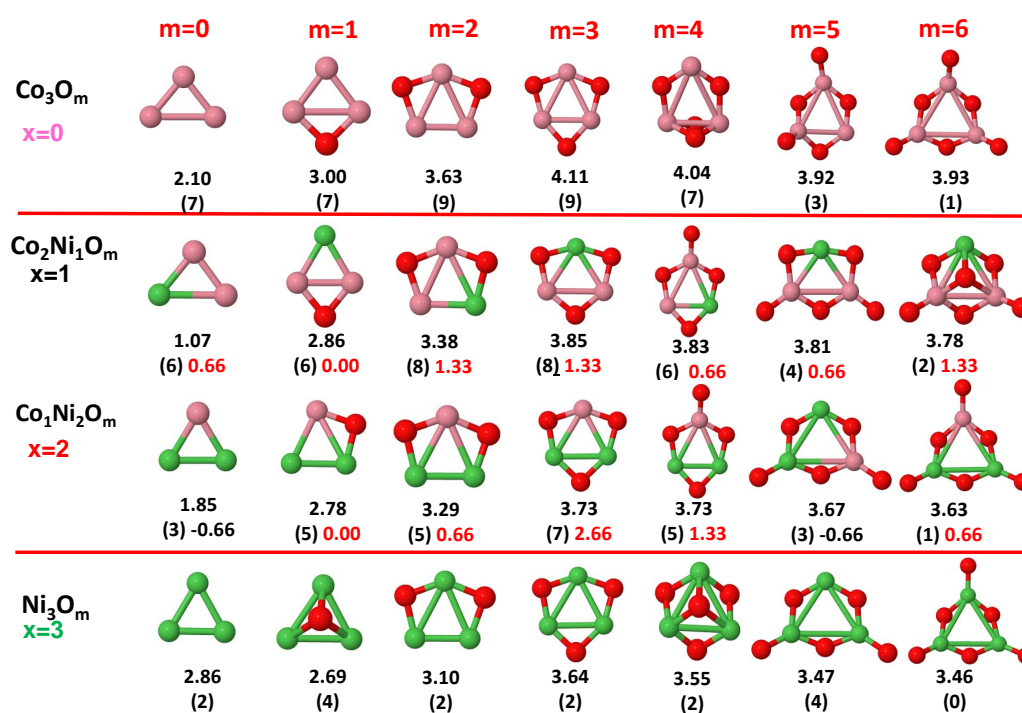 m=0 m=1 m=2 m=3 m=4 m=5 m=6
Co3Om
x=0
2.10 3.00 3.63 4.11 4.04 3.92 3.93
(7) (7) (9) (9) (7) (3) (1)
Co2Ni1Om
x=1
1.07 2.86 3.38 3.85 3.83 3.81 3.78
(6) 0.66 (6) 0.00 (8) 1.33 (8) 1.33 (6) 0.66 (4) 0.66 (2) 1.33
Co1Ni2Om
x=2
1.85 2.78 3.29 3.73 3.73 3.67 3.63
(3) -0.66 (5) 0.00 (5) 0.66 (7) 2.66 (5) 1.33 (3) -0.66 (1) 0.66
Ni3Om
x=3
2.86 2.69 3.10 3.64 3.55 3.47 3.46
(2) (4) (2) (2) (2) (4) (0)